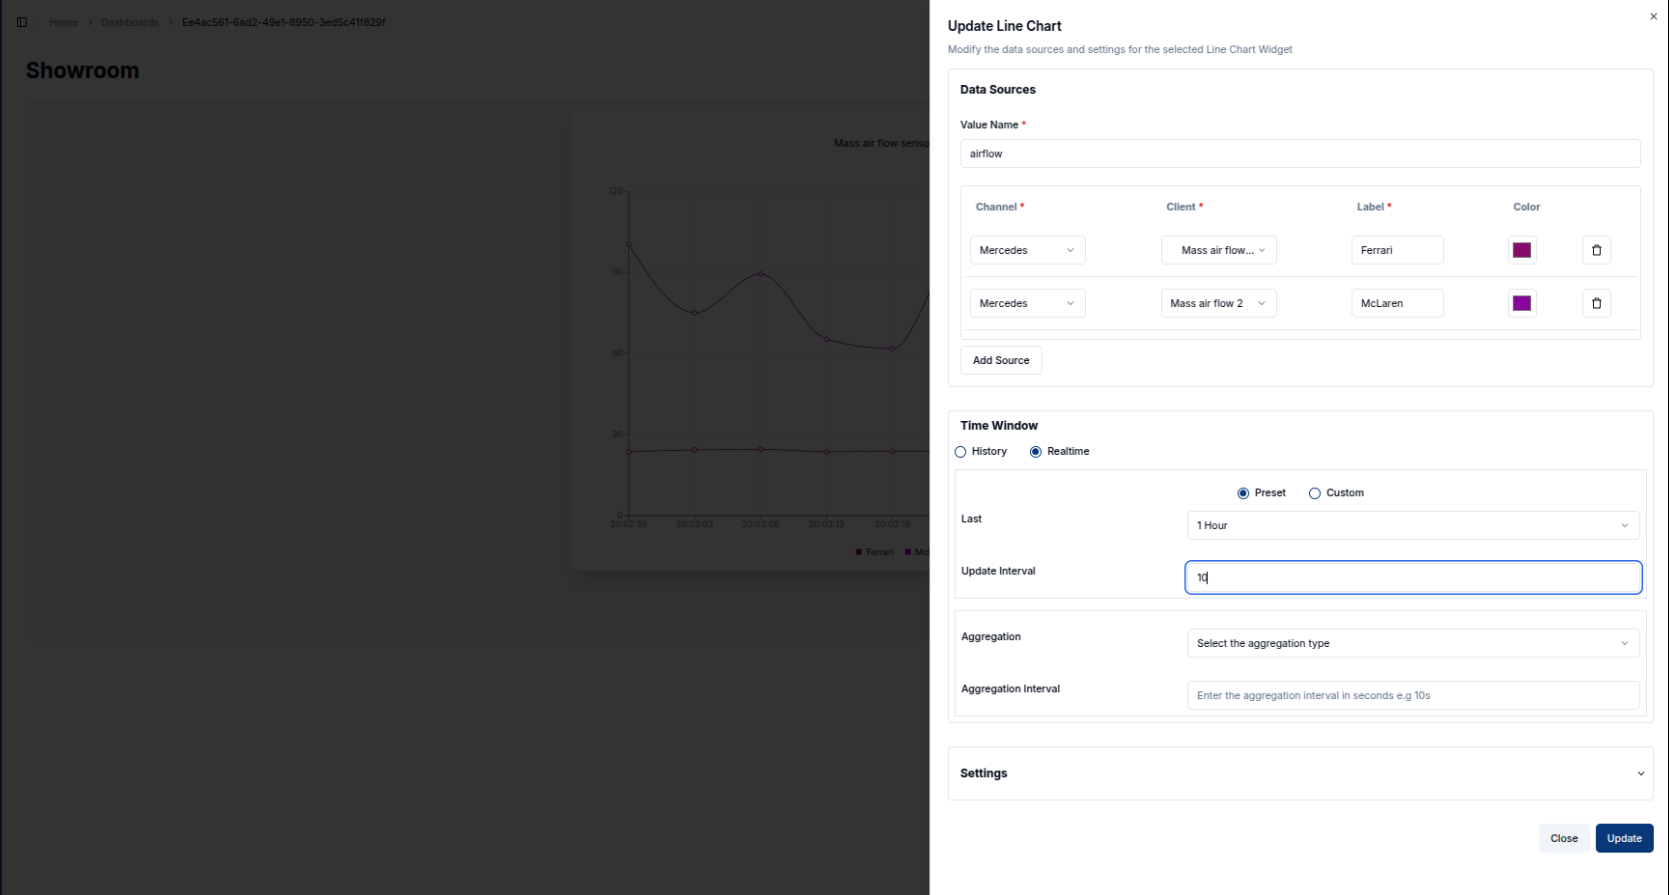 Home > Dashboards > Ee4ac561-6ad2-49e1-8950-3ed5c41f829f
Showroom
Mass air flow senso
120
90
60
30
0
20:02:58 20:03:03 20:03:08 20:03:13 20:03:18
Ferrari Mc
Update Line Chart
Modify the data sources and settings for the selected Line Chart Widget
Data Sources
Value Name *
airflow
Channel * Client * Label * Color
Mercedes Mass air flow... Ferrari
Mercedes Mass air flow 2 McLaren
Add Source
Time Window
History Realtime
Preset Custom
Last 1 Hour
Update Interval 10
Aggregation Select the aggregation type
Aggregation Interval Enter the aggregation interval in seconds e.g 10s
Settings
Close Update